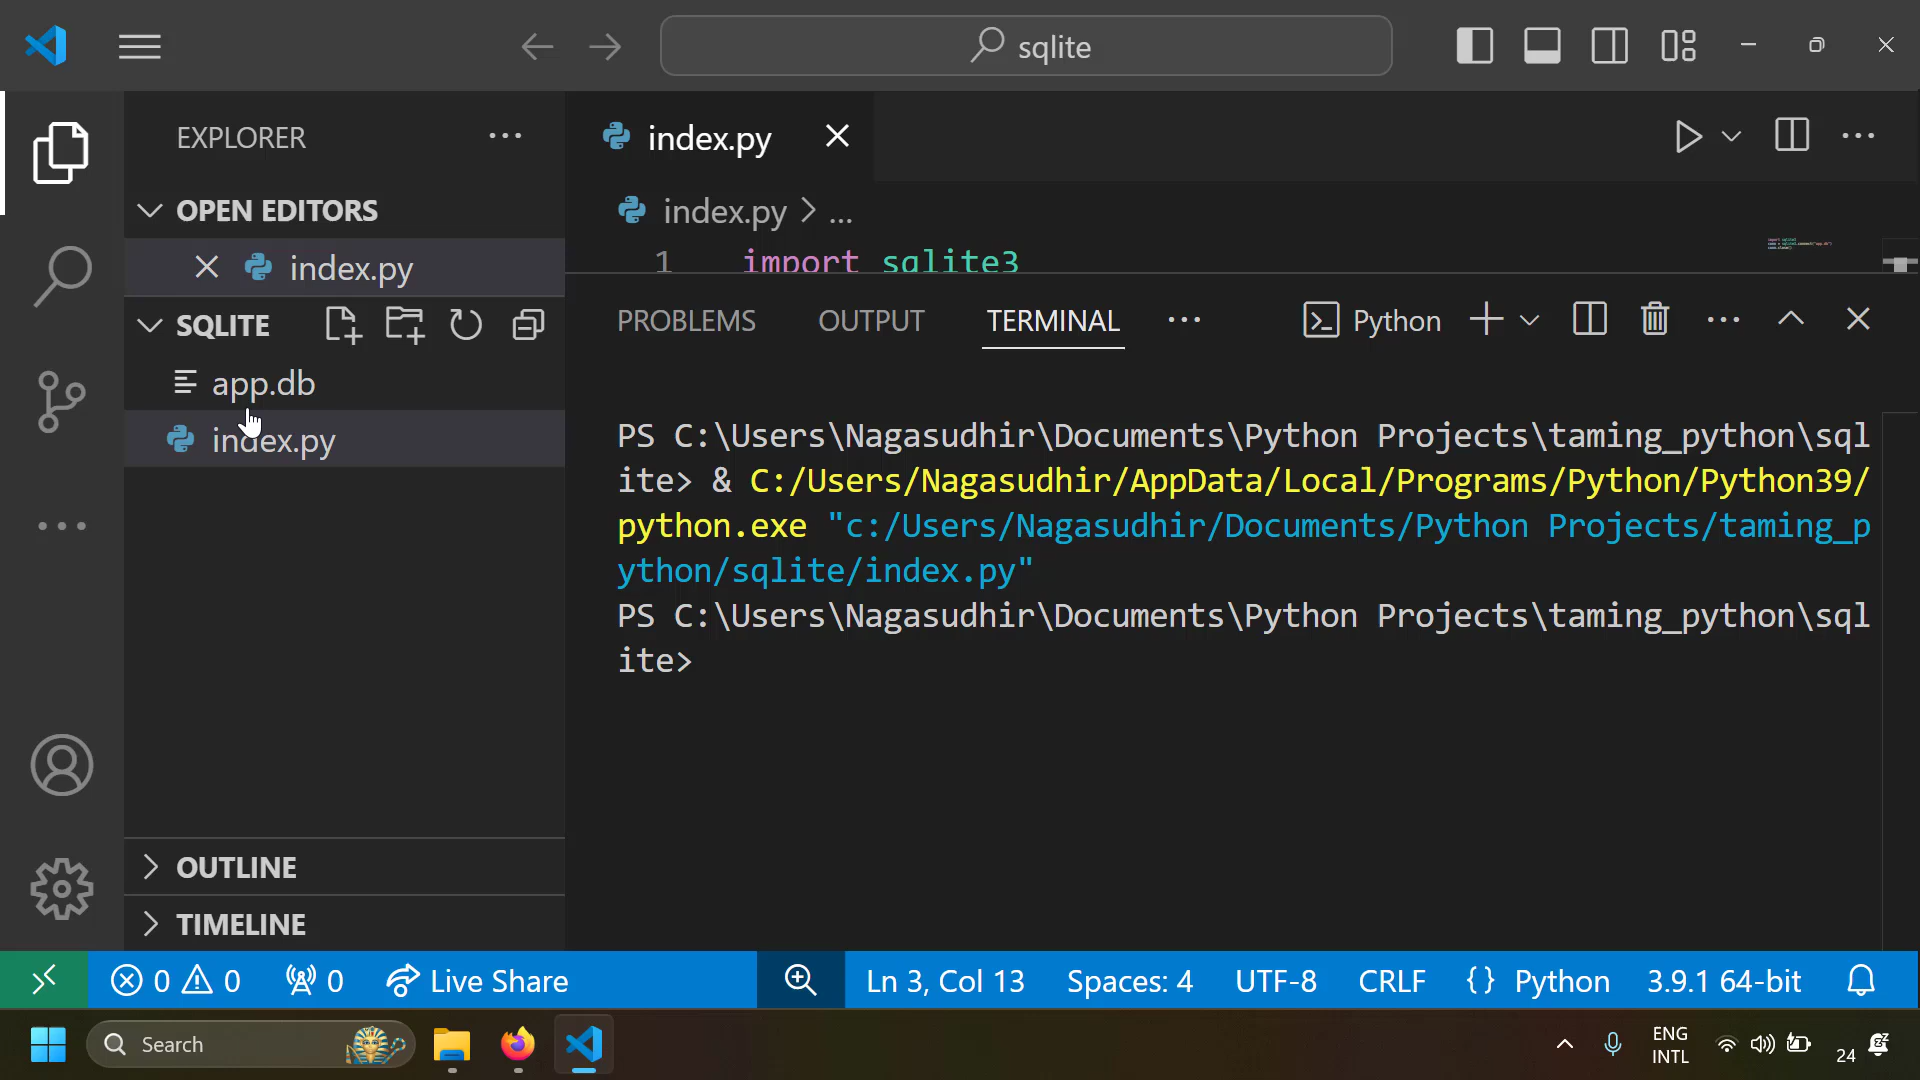 sqlite
EXPLORER
OPEN EDITORS
index.py
SQLITE
app.db
index.py
OUTLINE
TIMELINE
index.py
index.py > ...
1 import sqlite3
PROBLEMS OUTPUT TERMINAL
Python
PS C:\Users\Nagasudhir\Documents\Python Projects\taming_python\sql
ite> & C:/Users/Nagasudhir/AppData/Local/Programs/Python/Python39/
python.exe "c:/Users/Nagasudhir/Documents/Python Projects/taming_p
ython/sqlite/index.py"
PS C:\Users\Nagasudhir\Documents\Python Projects\taming_python\sql
ite>
0 0 0 Live Share Ln 3, Col 13 Spaces: 4 UTF-8 CRLF {} Python 3.9.1 64-bit
Search
ENG
INTL
24